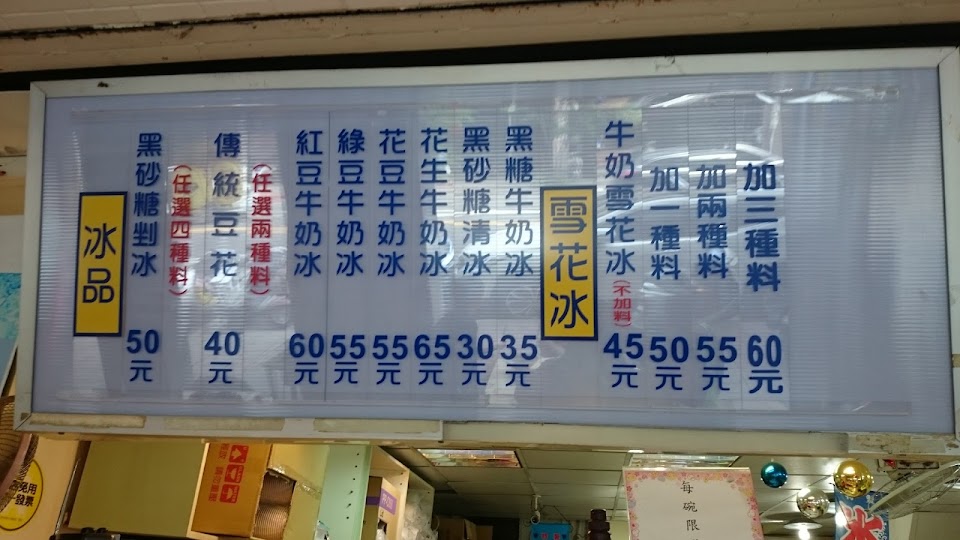 冰品
黑砂糖剉冰
50元
(任選四種料)
傳統豆花
40元
(任選兩種料)
紅豆牛奶冰
60元
綠豆牛奶冰
55元
花豆牛奶冰
55元
花生牛奶冰
65元
黑砂糖清冰
30元
黑糖牛奶冰
35元
雪花冰
牛奶雪花冰(不加料)
45元
加一種料
50元
加兩種料
55元
加三種料
60元
免用
發票
每碗限